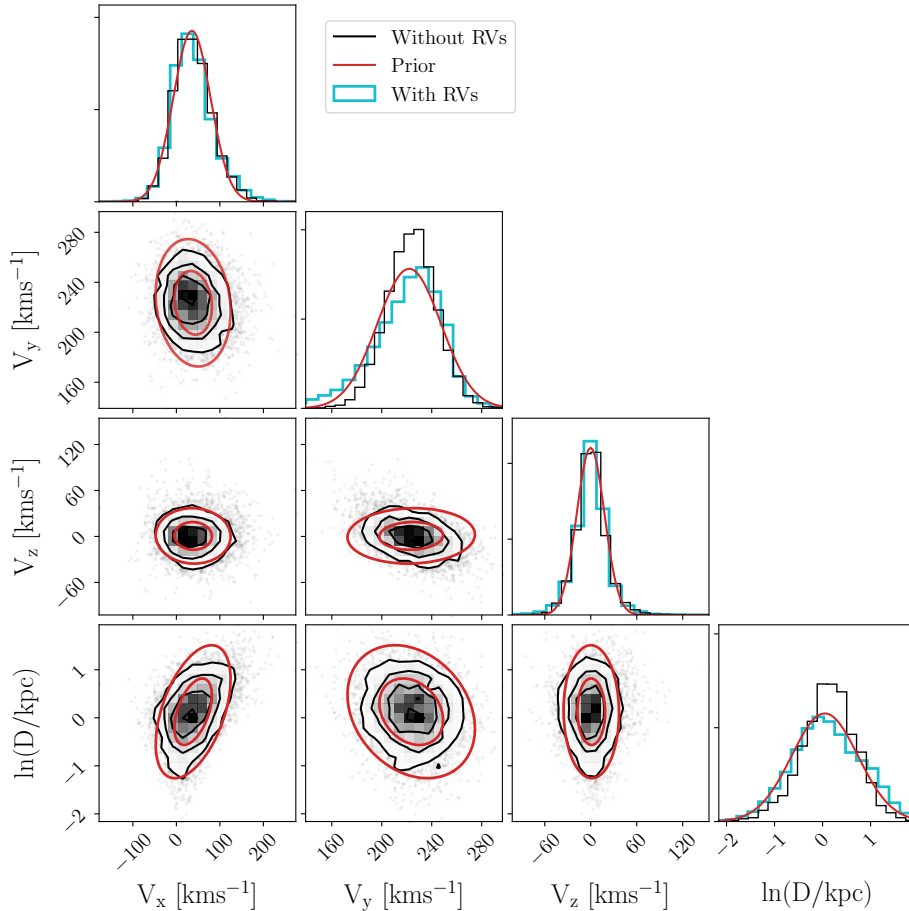 Without RVs
Prior
With RVs
V_y [kms⁻¹]
280
240
200
160
V_z [kms⁻¹]
120
60
0
−60
ln(D/kpc)
1
0
−1
−2
−100
0
100
200
V_x [kms⁻¹]
160
200
240
280
V_y [kms⁻¹]
−60
0
60
120
V_z [kms⁻¹]
−2
−1
0
1
ln(D/kpc)